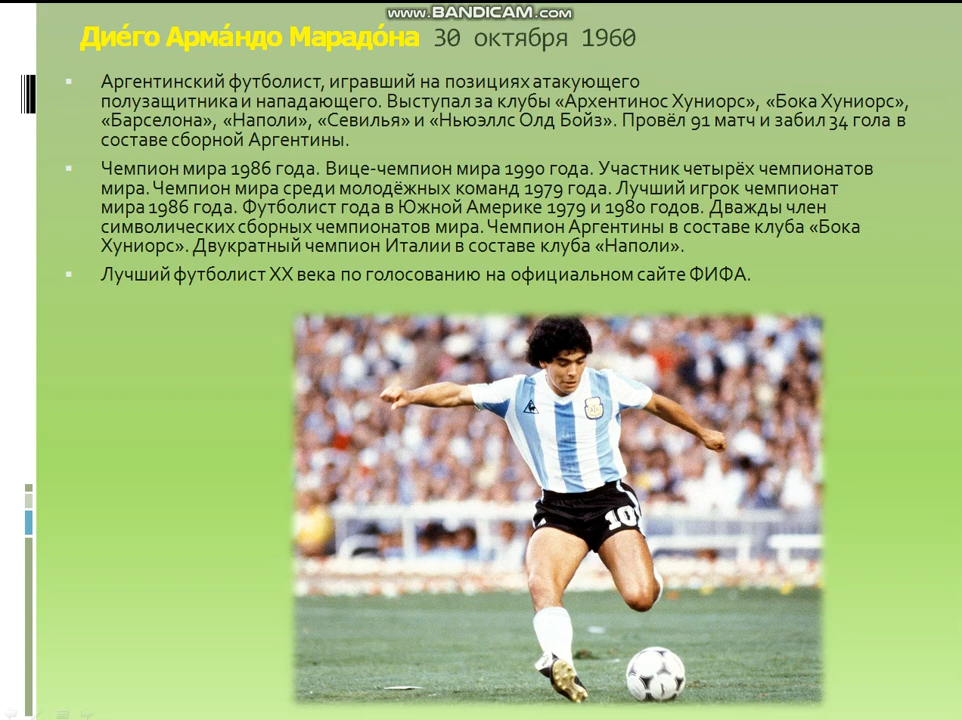 www.BANDICAM.com
Дие́го Арма́ндо Марадо́на 30 октября 1960
Аргентинский футболист, игравший на позициях атакующего
полузащитника и нападающего. Выступал за клубы «Архентинос Хуниорс», «Бока Хуниорс»,
«Барселона», «Наполи», «Севилья» и «Ньюэллс Олд Бойз». Провёл 91 матч и забил 34 гола в
составе сборной Аргентины.
Чемпион мира 1986 года. Вице-чемпион мира 1990 года. Участник четырёх чемпионатов
мира. Чемпион мира среди молодёжных команд 1979 года. Лучший игрок чемпионат
мира 1986 года. Футболист года в Южной Америке 1979 и 1980 годов. Дважды член
символических сборных чемпионатов мира. Чемпион Аргентины в составе клуба «Бока
Хуниорс». Двукратный чемпион Италии в составе клуба «Наполи».
Лучший футболист XX века по голосованию на официальном сайте ФИФА.
10